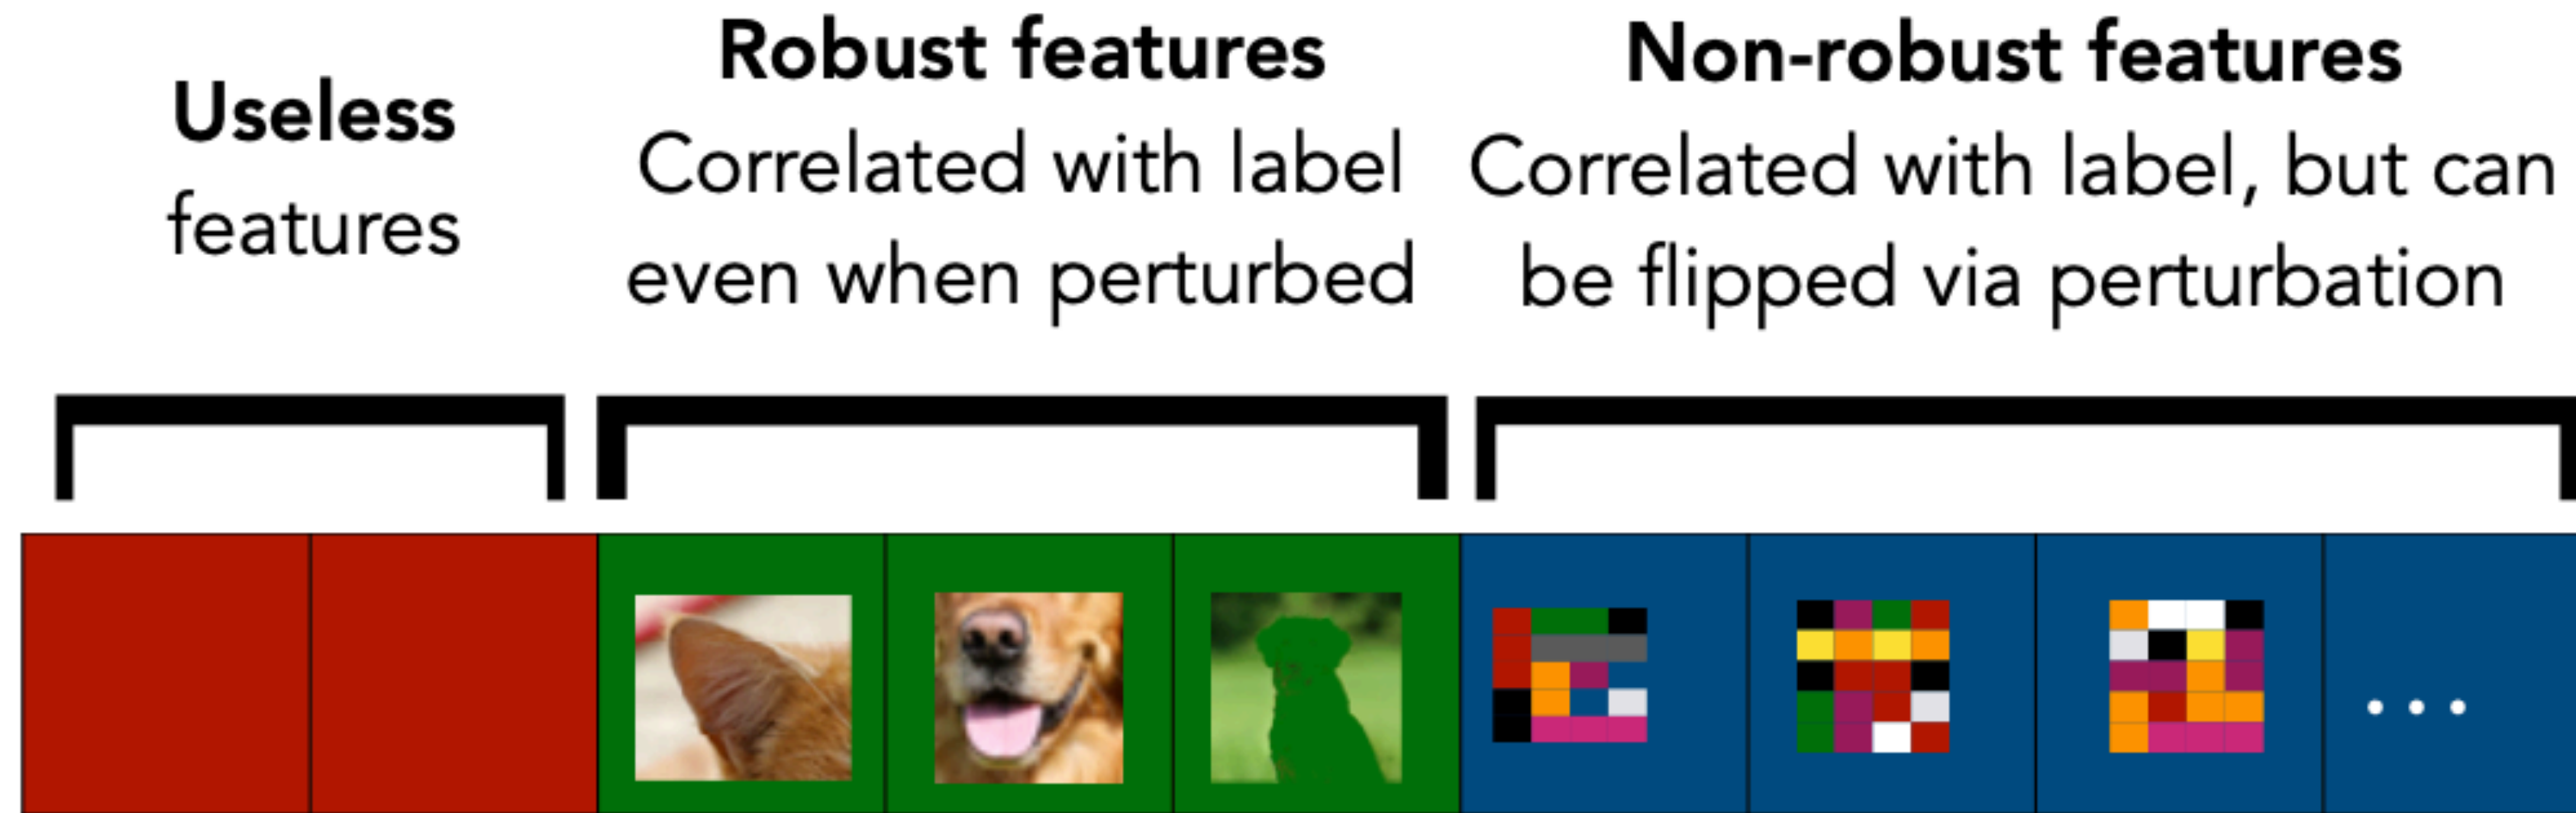 Useless
features
Robust features
Correlated with label
even when perturbed
Non-robust features
Correlated with label, but can
be flipped via perturbation
...